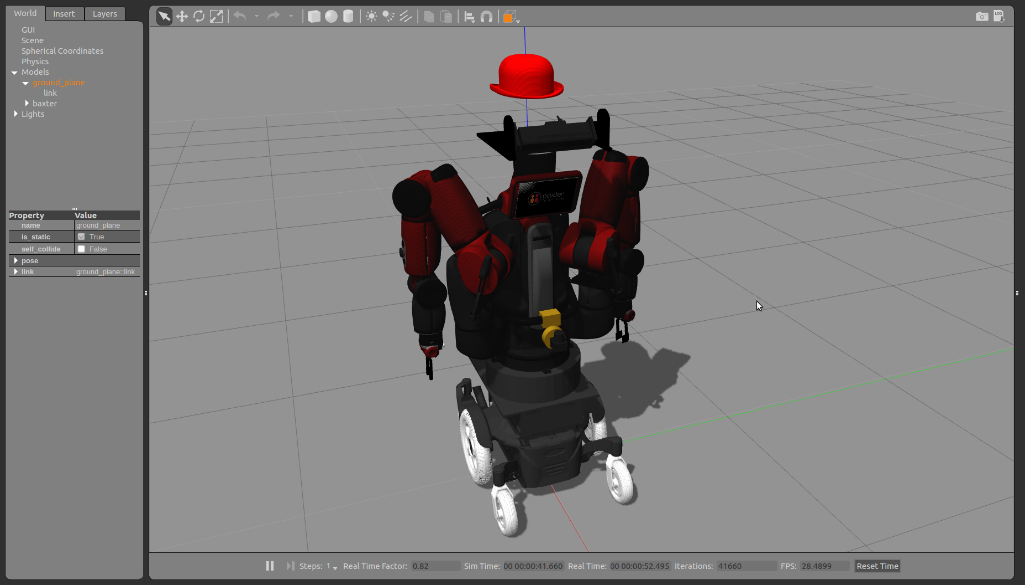 World Insert Layers
GUI
Scene
Spherical Coordinates
Physics
Models
ground_plane
link
baxter
Lights
Property Value
name ground_plane
is_static True
self_collide False
pose
link ground_plane::link
Steps: 1 Real Time Factor: 0.82 Sim Time: 00 00:00:41.660 Real Time: 00 00:00:52.495 Iterations: 41660 FPS: 28.4899 Reset Time